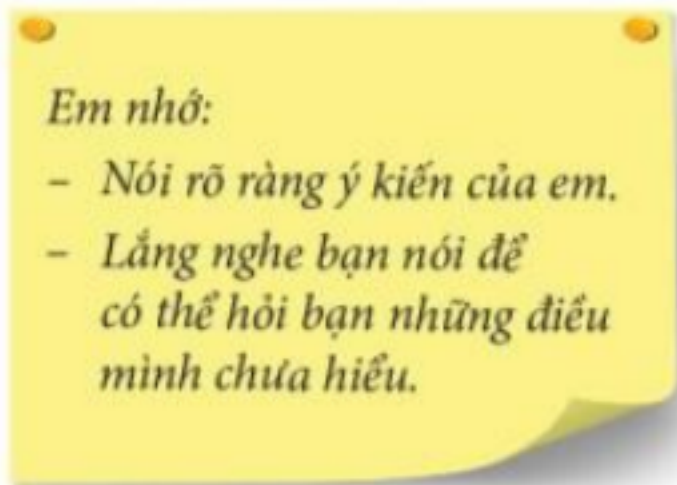 Em nhớ:
– Nói rõ ràng ý kiến của em.
– Lắng nghe bạn nói để
có thể hỏi bạn những điều
mình chưa hiểu.